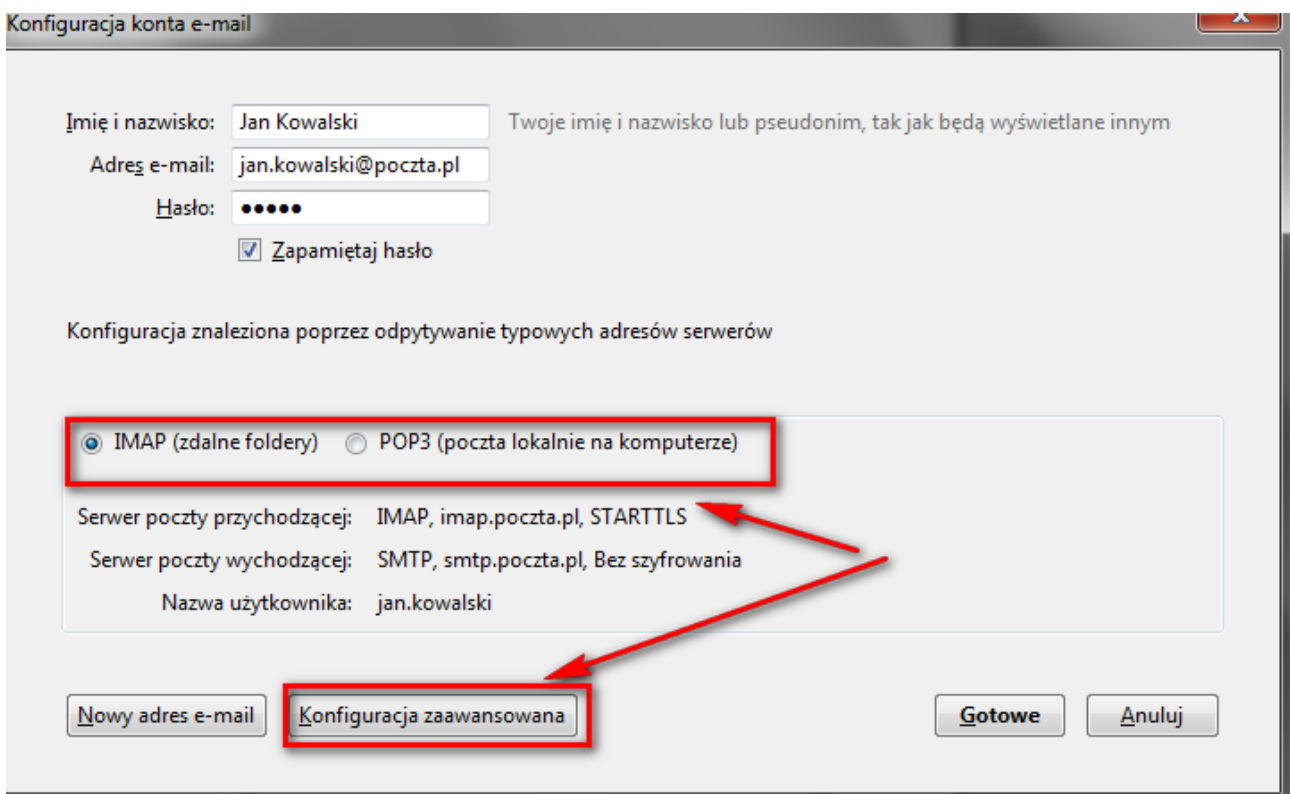 Konfiguracja konta e-mail
X
Imię i nazwisko: Jan Kowalski Twoje imię i nazwisko lub pseudonim, tak jak będą wyświetlane innym
Adres e-mail: jan.kowalski@poczta.pl
Hasło: •••••
Zapamiętaj hasło
Konfiguracja znaleziona poprzez odpytywanie typowych adresów serwerów
IMAP (zdalne foldery) POP3 (poczta lokalnie na komputerze)
Serwer poczty przychodzącej: IMAP, imap.poczta.pl, STARTTLS
Serwer poczty wychodzącej: SMTP, smtp.poczta.pl, Bez szyfrowania
Nazwa użytkownika: jan.kowalski
Nowy adres e-mail Konfiguracja zaawansowana Gotowe Anuluj